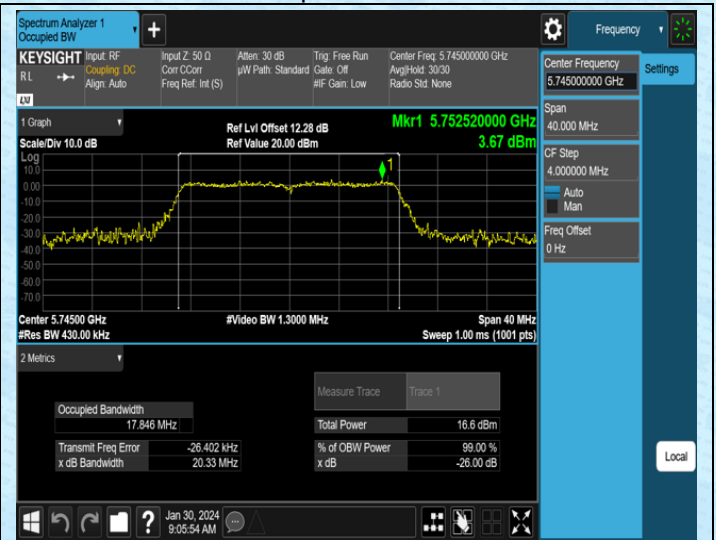 Spectrum Analyzer 1
Occupied BW
Frequency
KEYSIGHT
R L
LXI
Input: RF
Coupling: DC
Align: Auto
Input Z: 50 Ω
Corr CCorr
Freq Ref: Int (S)
Atten: 30 dB
µW Path: Standard
Trig: Free Run
Gate: Off
#IF Gain: Low
Center Freq: 5.745000000 GHz
Avg|Hold: 30/30
Radio Std: None
Center Frequency
5.745000000 GHz
Settings
Span
40.000 MHz
CF Step
4.000000 MHz
Auto
Man
Freq Offset
0 Hz
Local
1 Graph
Scale/Div 10.0 dB
Ref Lvl Offset 12.28 dB
Ref Value 20.00 dBm
Mkr1 5.752520000 GHz
3.67 dBm
Log
10.0
0.00
-10.0
-20.0
-30.0
-40.0
-50.0
-60.0
-70.0
1
Center 5.74500 GHz
#Res BW 430.00 kHz
#Video BW 1.3000 MHz
Span 40 MHz
Sweep 1.00 ms (1001 pts)
2 Metrics
Measure Trace
Trace 1
Occupied Bandwidth
17.846 MHz
Total Power
16.6 dBm
Transmit Freq Error
-26.402 kHz
% of OBW Power
99.00 %
x dB Bandwidth
20.33 MHz
x dB
-26.00 dB
?
Jan 30, 2024
9:05:54 AM